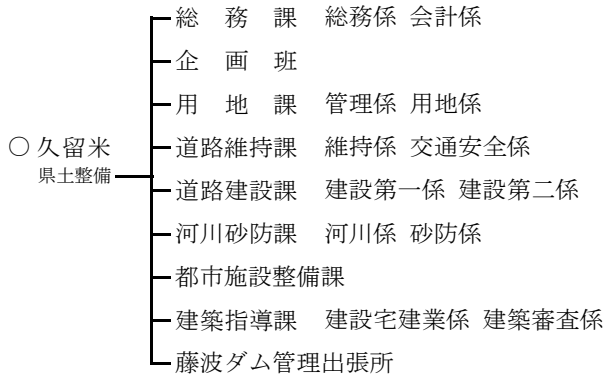 総務課 総務係 会計係
企画班
用地課 管理係 用地係
○久留米
県土整備
道路維持課 維持係 交通安全係
道路建設課 建設第一係 建設第二係
河川砂防課 河川係 砂防係
都市施設整備課
建築指導課 建設宅建業係 建築審査係
藤波ダム管理出張所